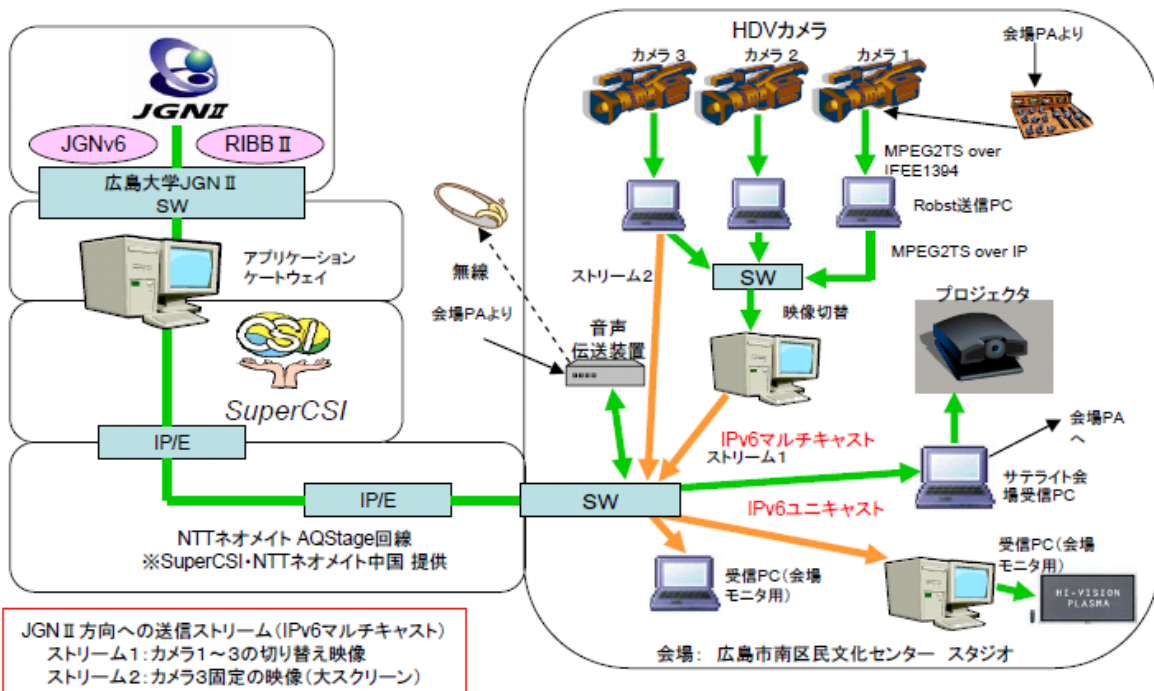 JGNⅡ
JGNv6
RIBBⅡ
広島大学JGNⅡ
SW
アプリケーション
ケートウェイ
CSI
SuperCSI
IP/E
IP/E
NTTネオメイト AQStage回線
※SuperCSI・NTTネオメイト中国 提供
JGNⅡ方向への送信ストリーム(IPv6マルチキャスト)
ストリーム1:カメラ1～3の切り替え映像
ストリーム2:カメラ3固定の映像(大スクリーン)
HDVカメラ
カメラ 3
カメラ 2
カメラ 1
会場PAより
MPEG2TS over
IFEE1394
Robst送信PC
MPEG2TS over IP
ストリーム2
SW
映像切替
無線
会場PAより
音声
伝送装置
プロジェクタ
IPv6マルチキャスト
ストリーム1
会場PA
へ
サテライト会
場受信PC
SW
IPv6ユニキャスト
受信PC(会場
モニタ用)
受信PC(会場
モニタ用)
HI-VISION
PLASMA
会場: 広島市南区民文化センター スタジオ